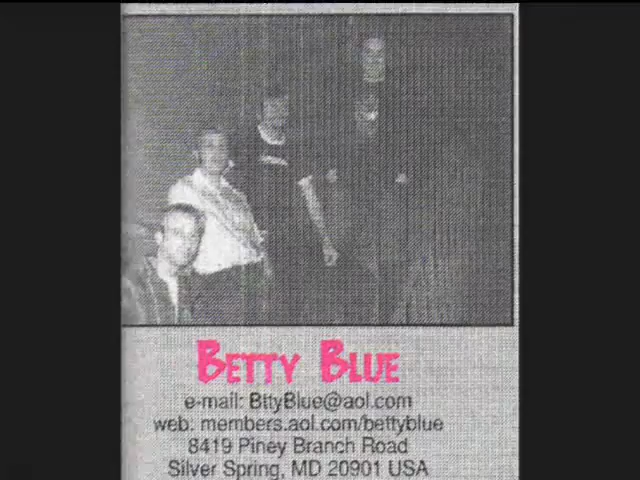 BETTY BLUE
e-mail: BttyBlue@aol.com
web: members.aol.com/bettyblue
8419 Piney Branch Road
Silver Spring, MD 20901 USA